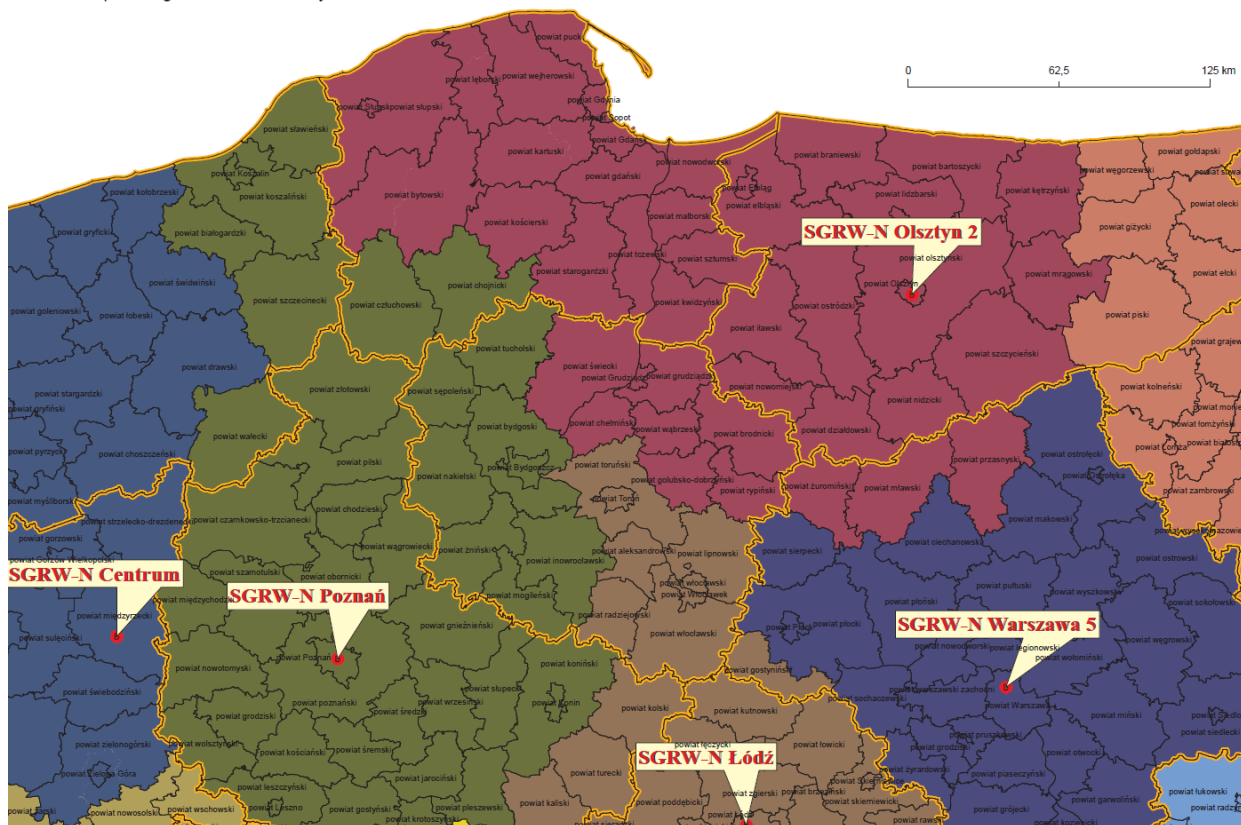 powiat pucki
powiat wejherowski
powiat lęborski
0 62,5 125 km
powiat Gdynia
powiat Słupsk
powiat słupski
powiat Sopot
powiat sławieński
powiat Gdańsk
powiat kartuski
powiat nowodworski
powiat braniewski
powiat gołdapski
powiat bartoszycki
powiat węgorzewski
powiat Koszalin
powiat gdański
powiat kołobrzeski
powiat koszaliński
powiat bytowski
powiat Elbląg
powiat lidzbarski
powiat kętrzyński
powiat elbląski
powiat olecki
powiat malborski
powiat kościerski
powiat gryficki
powiat białogardzki
powiat giżycki
SGRW-N Olsztyn 2
powiat tczewski
powiat sztumski
powiat olsztyński
powiat starogardzki
powiat ełcki
powiat mrągowski
powiat świdwiński
powiat szczecinecki
powiat człuchowski
powiat chojnicki
powiat Olsztyn
powiat kwidzyński
powiat ostródzki
powiat goleniowski
powiat łobeski
powiat piski
powiat iławski
powiat tucholski
powiat szczycieński
powiat drawski
powiat świecki
powiat Grudziądz
powiat złotowski
powiat sępoleński
powiat nowomiejski
powiat nidzicki
powiat kolneński
powiat stargardzki
powiat gryfiński
powiat chełmiński
powiat bydgoski
powiat działdowski
powiat brodnicki
powiat wałecki
powiat pyrzycki
powiat choszczeński
powiat łomżyński
powiat Łomża
powiat ostrołęcki
powiat przasnyski
powiat pilski
powiat Bydgoszcz
powiat toruński
powiat nakielski
powiat golubsko-dobrzyński
powiat rypiński
powiat żuromiński
powiat mławski
powiat Ostrołęka
powiat zambrowski
powiat Toruń
powiat chodzieski
powiat czarnkowsko-trzcianecki
powiat makowski
powiat gorzowski
powiat ciechanowski
powiat wągrowiecki
powiat żniński
powiat inowrocławski
powiat aleksandrowski
powiat lipnowski
powiat sierpecki
powiat ostrowski
powiat Gorzów Wielkopolski
SGRW-N Centrum
powiat szamotulski
powiat obornicki
powiat Włocławek
powiat pułtuski
powiat wyszkowski
powiat międzychodzki
SGRW-N Poznań
powiat mogileński
powiat płoński
powiat sokołowski
powiat międzyrzecki
powiat radziejowski
powiat gnieźnieński
powiat włocławski
powiat płocki
SGRW-N Warszawa 5
powiat sulęciński
powiat węgrowski
powiat nowodworski
powiat legionowski
powiat wołomiński
powiat Poznań
powiat nowotomyski
powiat koniński
powiat gostyniński
powiat słupecki
powiat świebodziński
powiat poznański
powiat wrzesiński
powiat Konin
powiat sochaczewski
powiat warszawski zachodni
powiat Warszawa
powiat kolski
powiat kutnowski
powiat miński
powiat grodziski
powiat średzki
powiat siedlecki
powiat zielonogórski
powiat wolsztyński
powiat kościański
powiat śremski
powiat łęczycki
powiat łowicki
powiat pruszkowski
powiat grodziski
powiat otwocki
SGRW-N Łódź
powiat Zielona Góra
powiat turecki
powiat jarociński
powiat żyrardowski
powiat piaseczyński
powiat leszczyński
powiat Leszno
powiat zgierski
powiat brzeziński
powiat łukowski
powiat nowosolski
powiat wschowski
powiat gostyński
powiat pleszewski
powiat kaliski
powiat poddębicki
powiat skierniewicki
powiat grójecki
powiat garwoliński
powiat krotoszyński